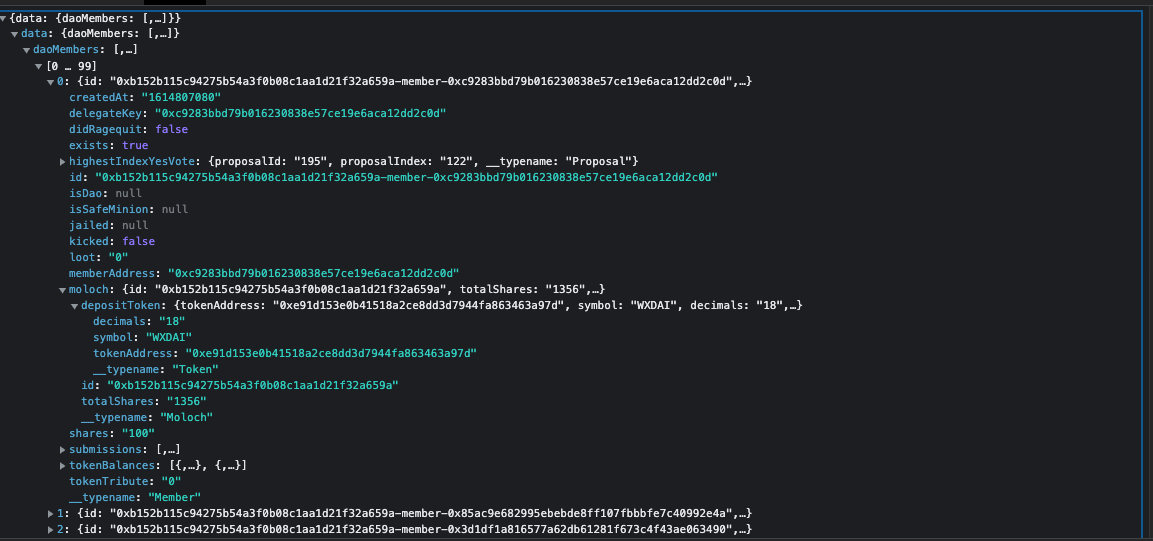 {data: {daoMembers: [,…]}}
data: {daoMembers: [,…]}
daoMembers: [,…]
[0 … 99]
0: {id: "0xb152b115c94275b54a3f0b08c1aa1d21f32a659a-member-0xc9283bbd79b016230838e57ce19e6aca12dd2c0d",…}
createdAt: "1614807080"
delegateKey: "0xc9283bbd79b016230838e57ce19e6aca12dd2c0d"
didRagequit: false
exists: true
highestIndexYesVote: {proposalId: "195", proposalIndex: "122", __typename: "Proposal"}
id: "0xb152b115c94275b54a3f0b08c1aa1d21f32a659a-member-0xc9283bbd79b016230838e57ce19e6aca12dd2c0d"
isDao: null
isSafeMinion: null
jailed: null
kicked: false
loot: "0"
memberAddress: "0xc9283bbd79b016230838e57ce19e6aca12dd2c0d"
moloch: {id: "0xb152b115c94275b54a3f0b08c1aa1d21f32a659a", totalShares: "1356",…}
depositToken: {tokenAddress: "0xe91d153e0b41518a2ce8dd3d7944fa863463a97d", symbol: "WXDAI", decimals: "18",…}
decimals: "18"
symbol: "WXDAI"
tokenAddress: "0xe91d153e0b41518a2ce8dd3d7944fa863463a97d"
__typename: "Token"
id: "0xb152b115c94275b54a3f0b08c1aa1d21f32a659a"
totalShares: "1356"
__typename: "Moloch"
shares: "100"
submissions: [,…]
tokenBalances: [{,…}, {,…}]
tokenTribute: "0"
__typename: "Member"
1: {id: "0xb152b115c94275b54a3f0b08c1aa1d21f32a659a-member-0x85ac9e682995ebebde8ff107fbbbfe7c40992e4a",…}
2: {id: "0xb152b115c94275b54a3f0b08c1aa1d21f32a659a-member-0x3d1df1a816577a62db61281f673c4f43ae063490",…}